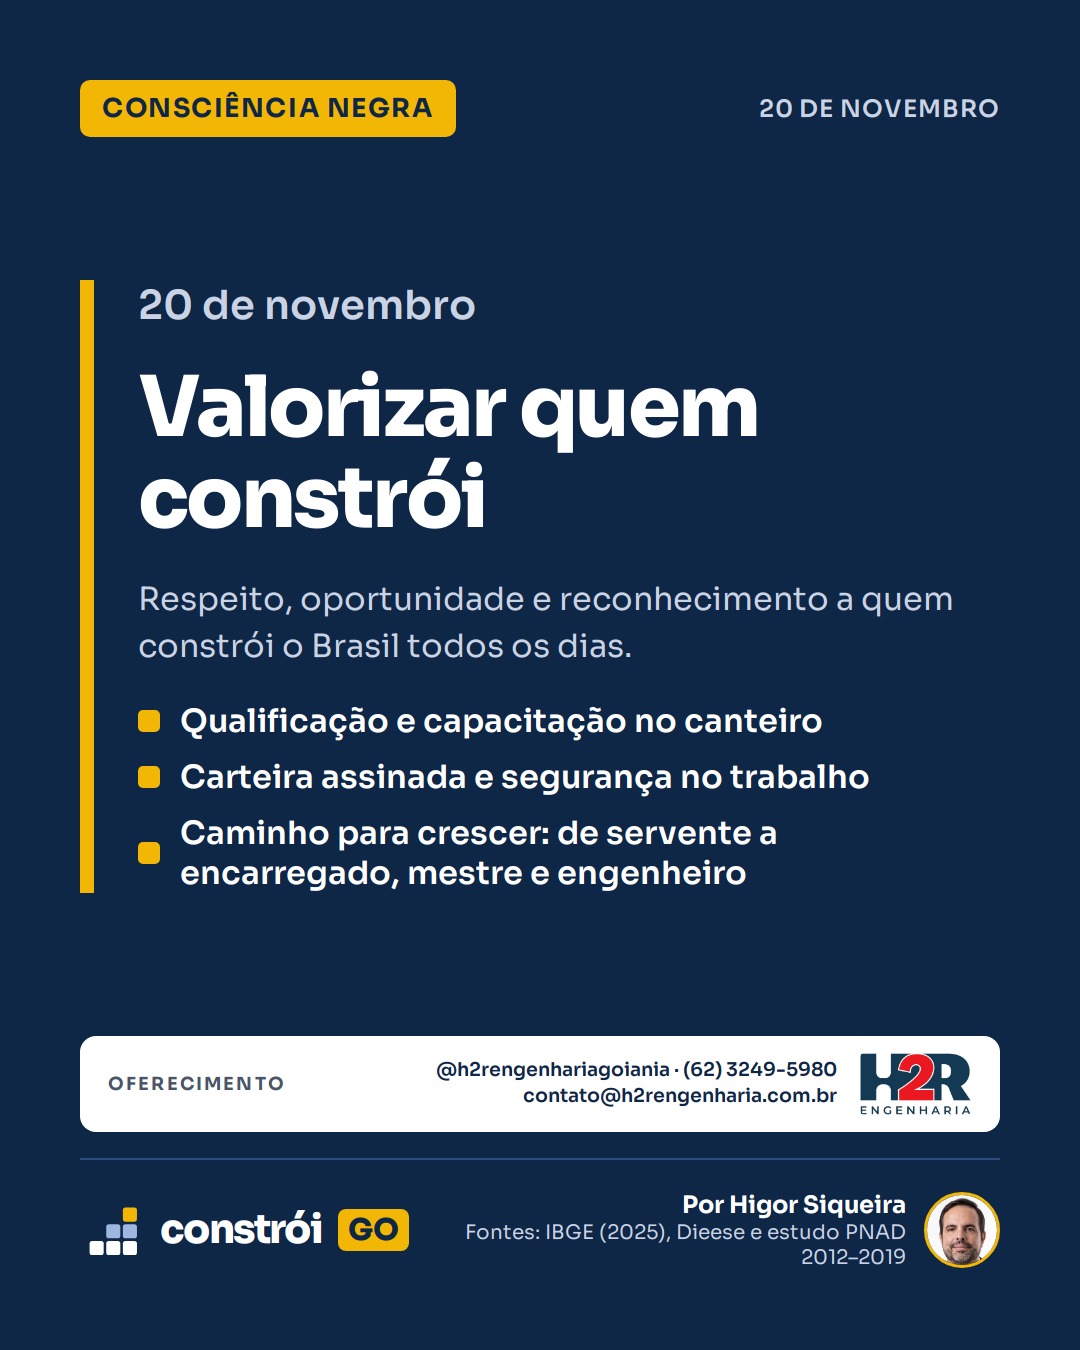 CONSCIÊNCIA NEGRA
20 DE NOVEMBRO
20 de novembro
Valorizar quem
constrói
Respeito, oportunidade e reconhecimento a quem
constrói o Brasil todos os dias.
Qualificação e capacitação no canteiro
Carteira assinada e segurança no trabalho
Caminho para crescer: de servente a
encarregado, mestre e engenheiro
OFERECIMENTO
@h2rengenhariagoiania · (62) 3249-5980
contato@h2rengenharia.com.br
H2R
ENGENHARIA
constrói GO
Por Higor Siqueira
Fontes: IBGE (2025), Dieese e estudo PNAD
2012–2019